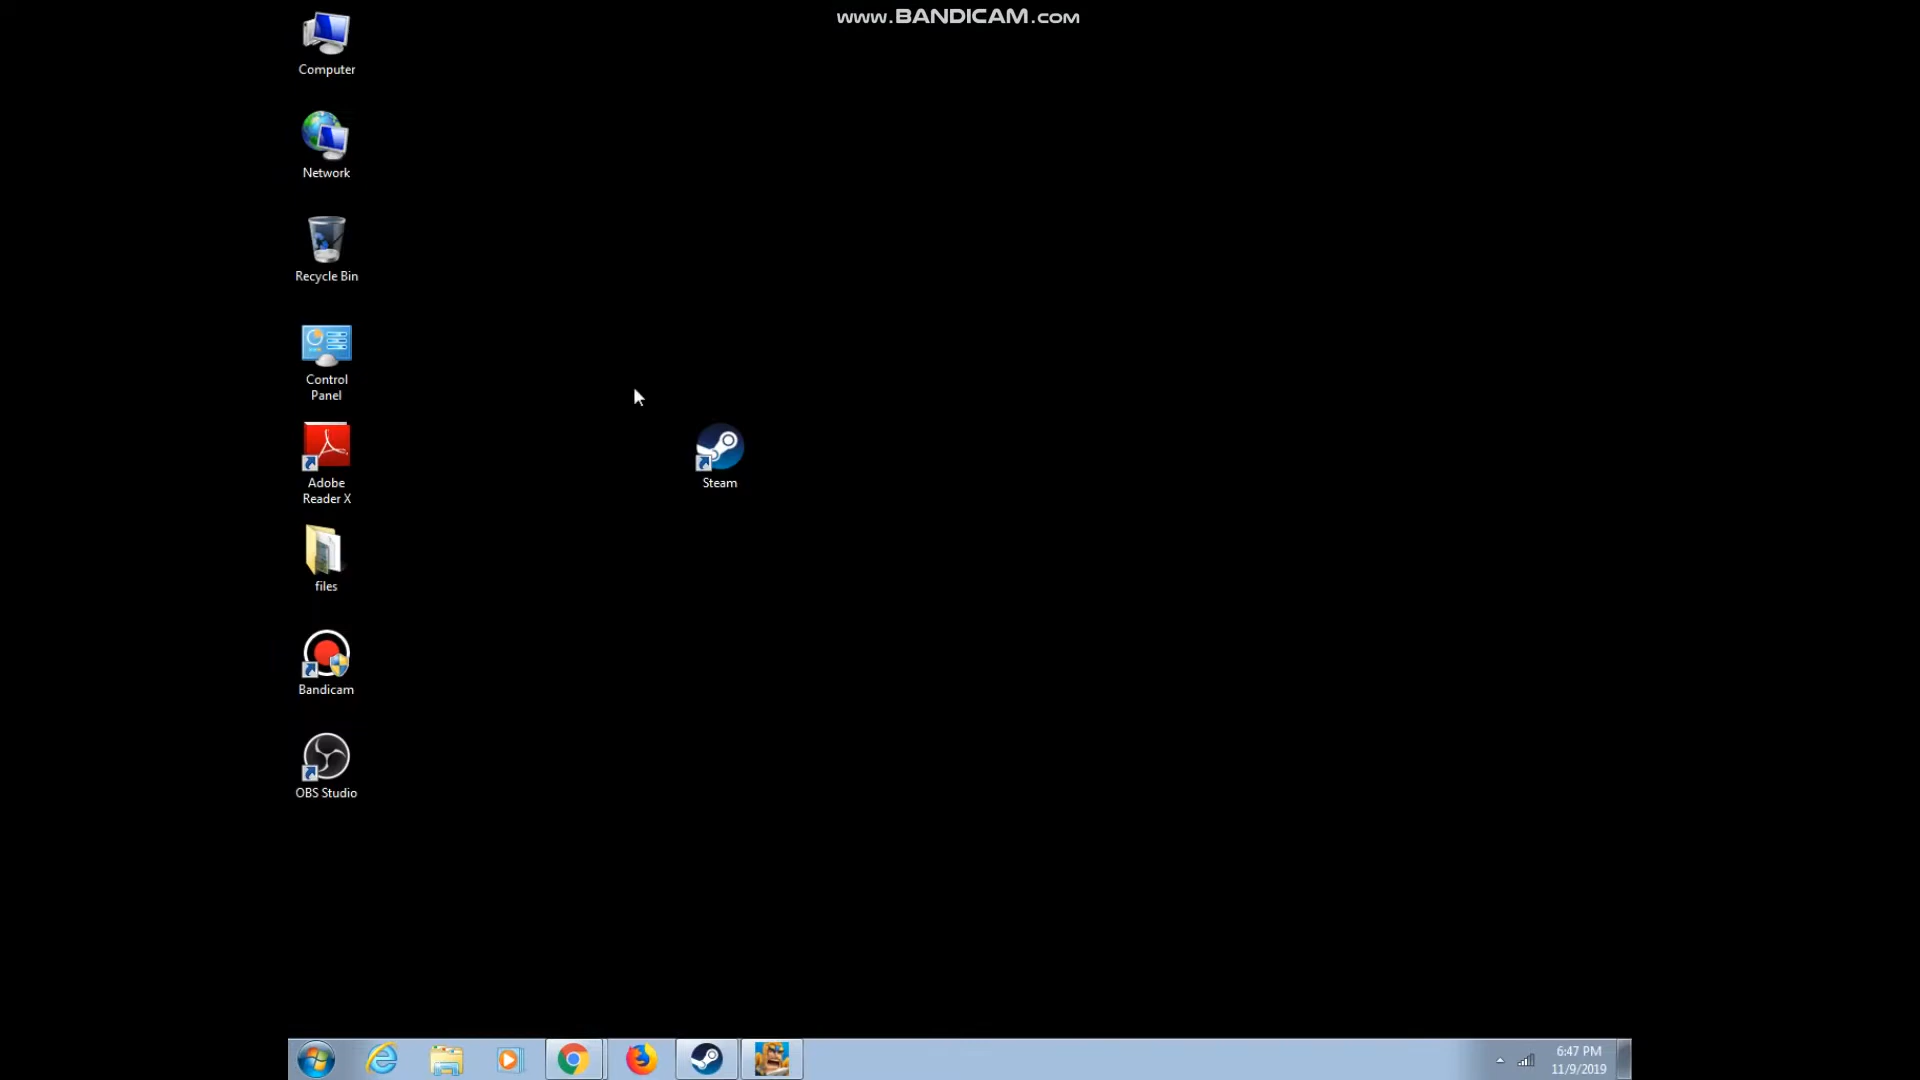 www.BANDICAM.com
Computer
Network
Recycle Bin
Control
Panel
Adobe
Reader X
files
Bandicam
OBS Studio
Steam
6:47 PM
11/9/2019